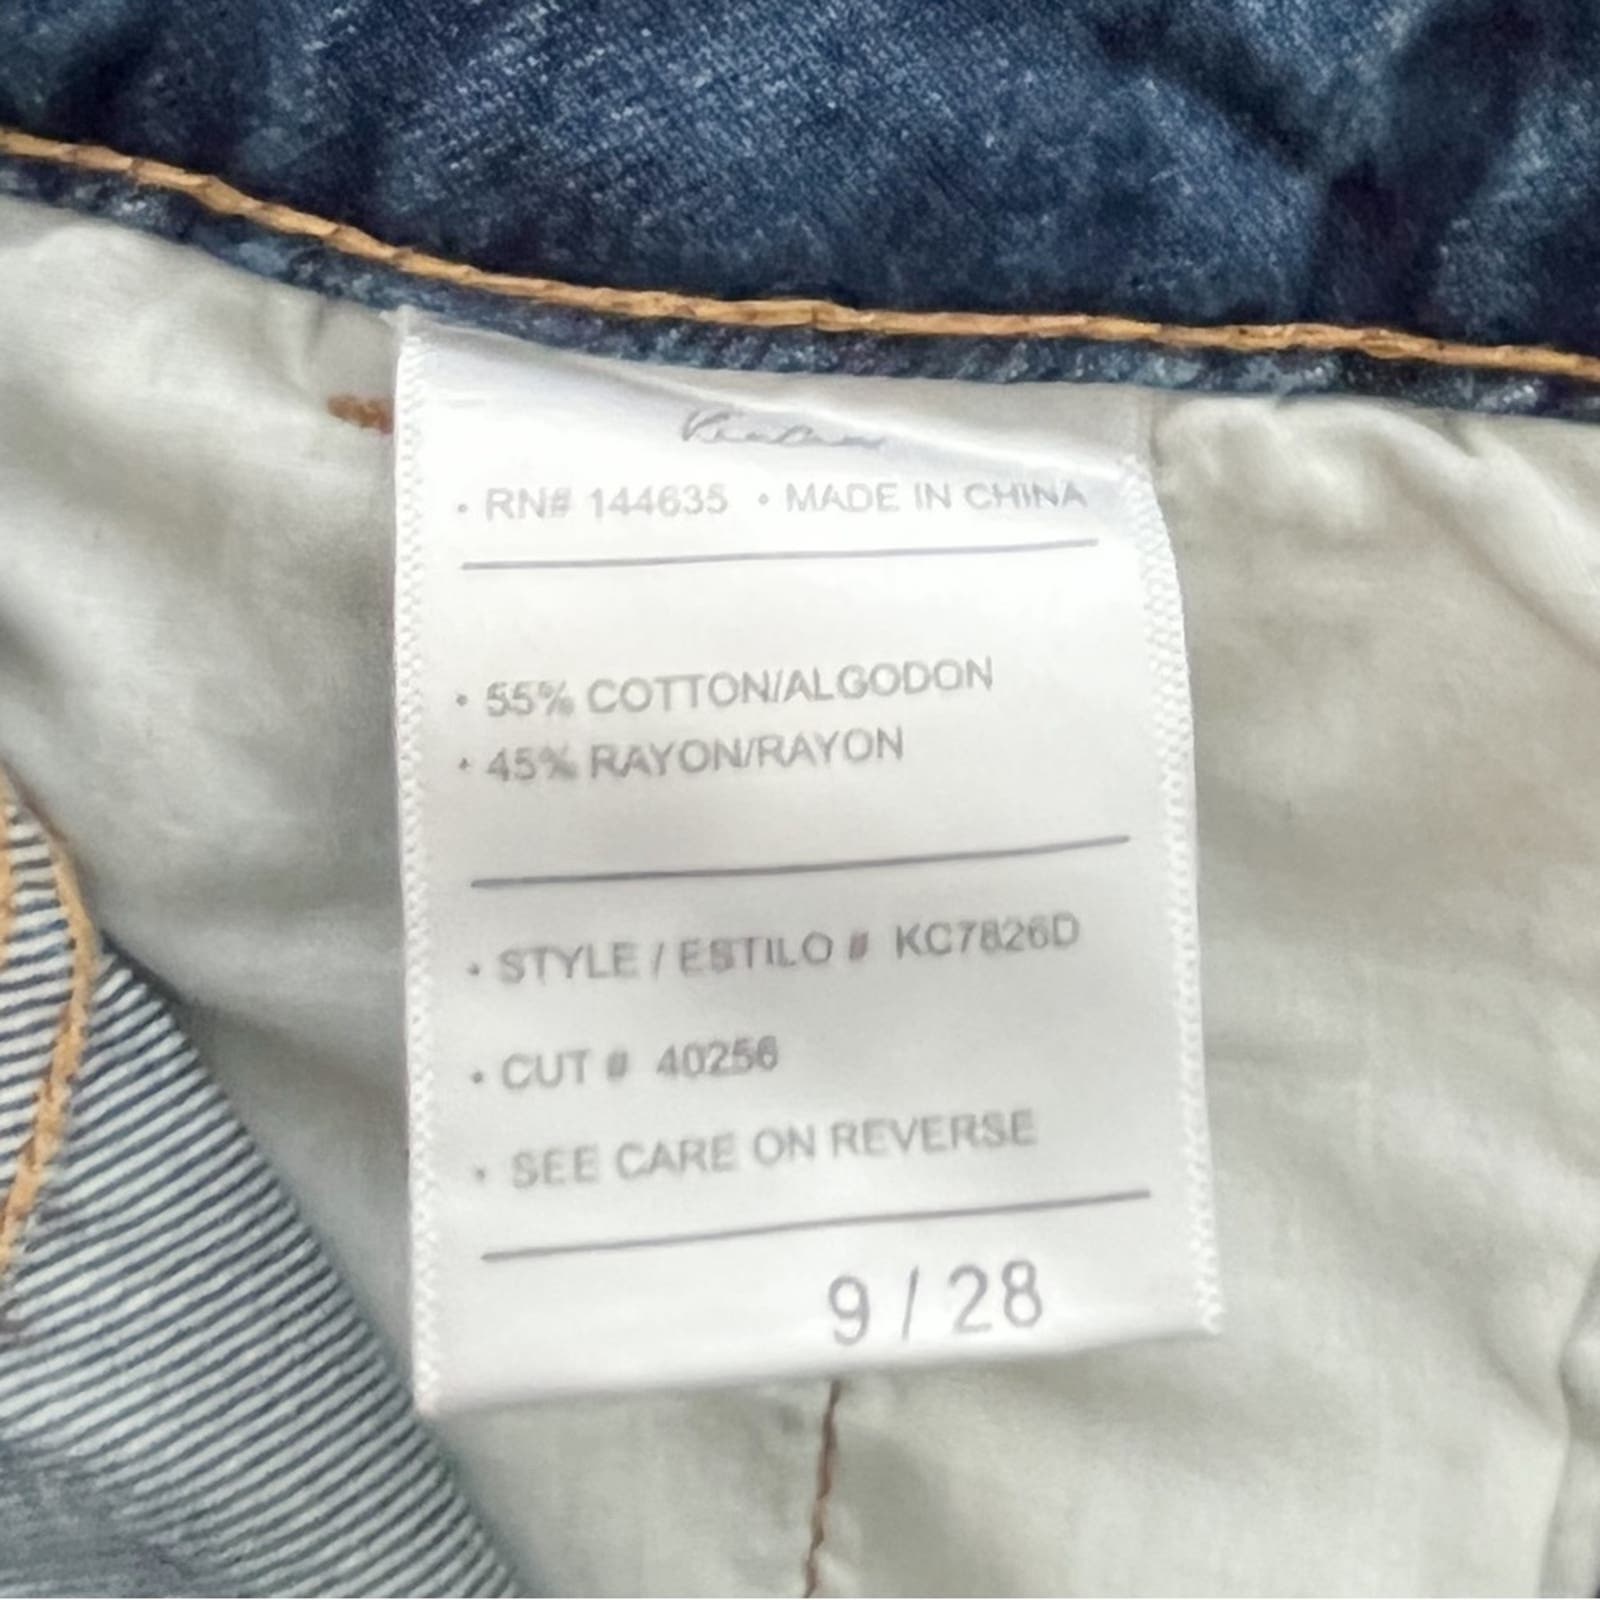 • RN# 144635 • MADE IN CHINA
• 55% COTTON/ALGODON
• 45% RAYON/RAYON
• STYLE / ESTILO # KC7826D
• CUT # 40256
• SEE CARE ON REVERSE
9 / 28